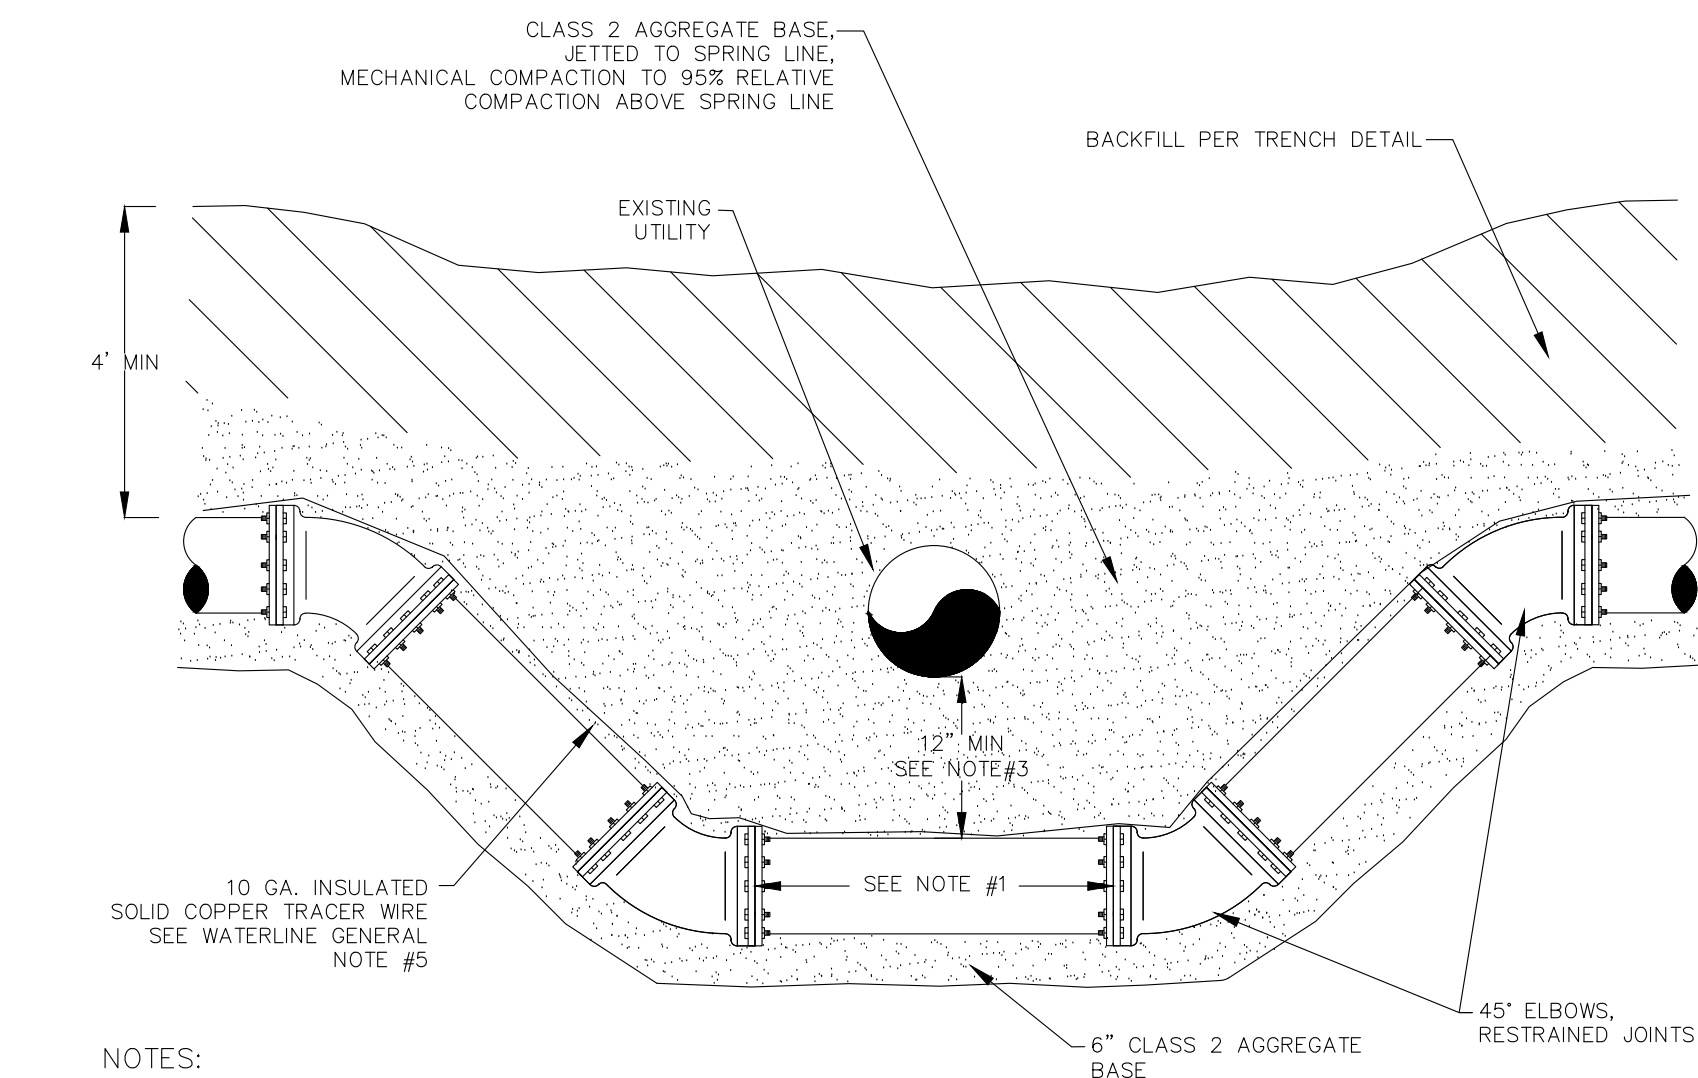 CLASS 2 AGGREGATE BASE,
JETTED TO SPRING LINE,
MECHANICAL COMPACTION TO 95% RELATIVE
COMPACTION ABOVE SPRING LINE
BACKFILL PER TRENCH DETAIL
EXISTING
UTILITY
4' MIN
12" MIN
SEE NOTE#3
SEE NOTE #1
10 GA. INSULATED
SOLID COPPER TRACER WIRE
SEE WATERLINE GENERAL
NOTE #5
45° ELBOWS,
RESTRAINED JOINTS
6" CLASS 2 AGGREGATE
BASE
NOTES: